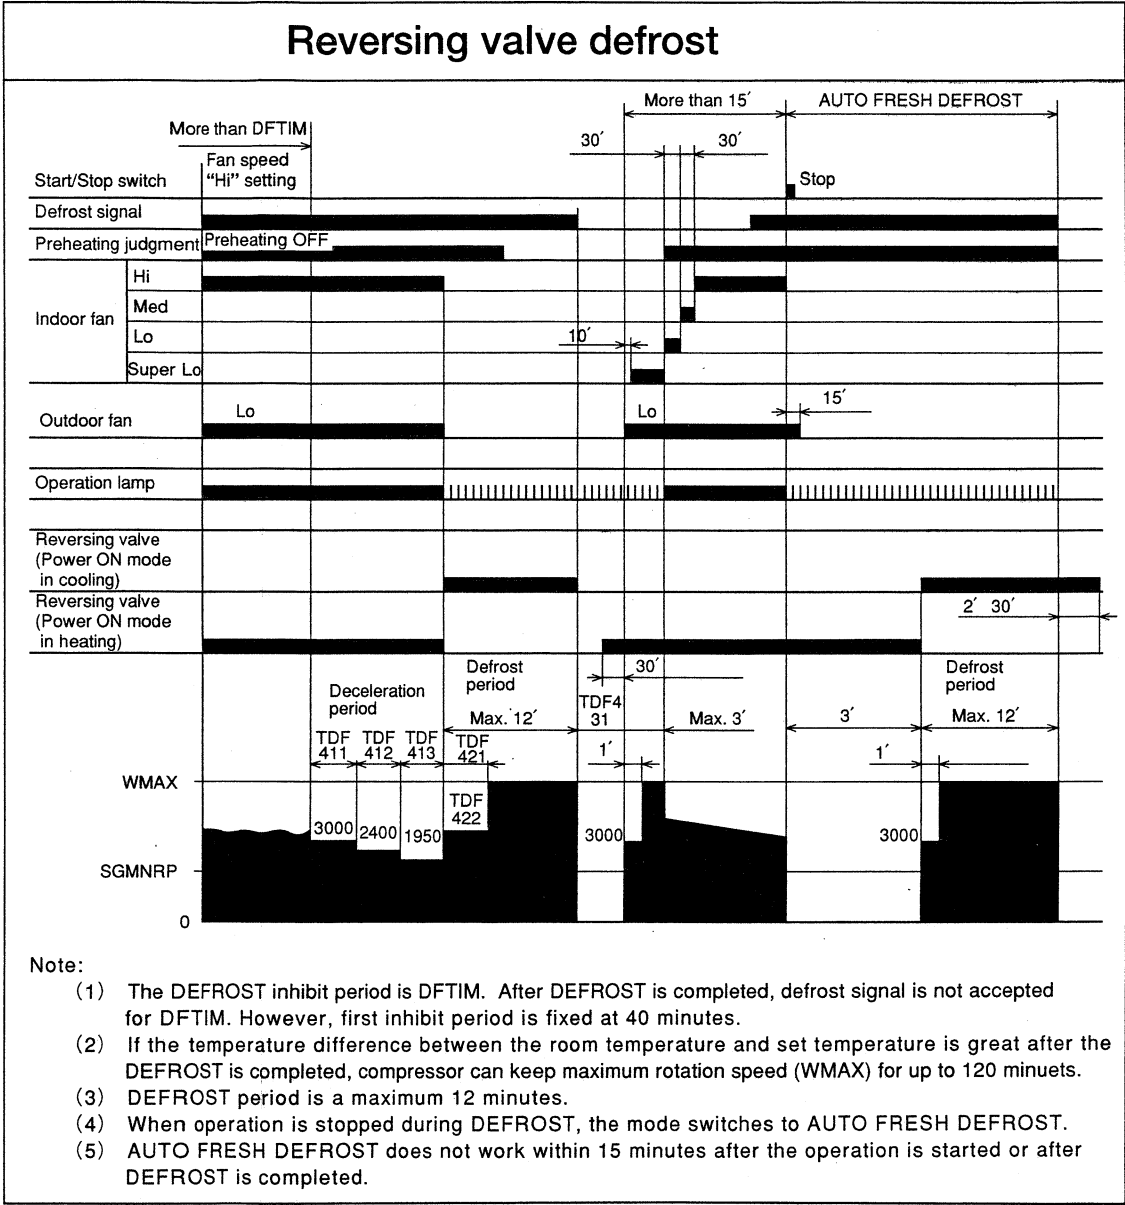 Reversing valve defrost
More than 15′
AUTO FRESH DEFROST
More than DFTIM
30′
30′
Fan speed
“Hi” setting
Start/Stop switch
Stop
Defrost signal
Preheating judgment
Preheating OFF
Indoor fan
Hi
Med
Lo
10′
Super Lo
Outdoor fan
Lo
Lo
15′
Operation lamp
Reversing valve
(Power ON mode
in cooling)
Reversing valve
(Power ON mode
in heating)
2′ 30′
30′
Defrost
period
Defrost
period
Deceleration
period
TDF4
31
Max. 12′
Max. 3′
3′
Max. 12′
TDF
411
TDF
412
TDF
413
TDF
421
1′
1′
WMAX
TDF
422
3000
2400
1950
3000
3000
SGMNRP
0
Note:
(1) The DEFROST inhibit period is DFTIM. After DEFROST is completed, defrost signal is not accepted
for DFTIM. However, first inhibit period is fixed at 40 minutes.
(2) If the temperature difference between the room temperature and set temperature is great after the
DEFROST is completed, compressor can keep maximum rotation speed (WMAX) for up to 120 minuets.
(3) DEFROST period is a maximum 12 minutes.
(4) When operation is stopped during DEFROST, the mode switches to AUTO FRESH DEFROST.
(5) AUTO FRESH DEFROST does not work within 15 minutes after the operation is started or after
DEFROST is completed.